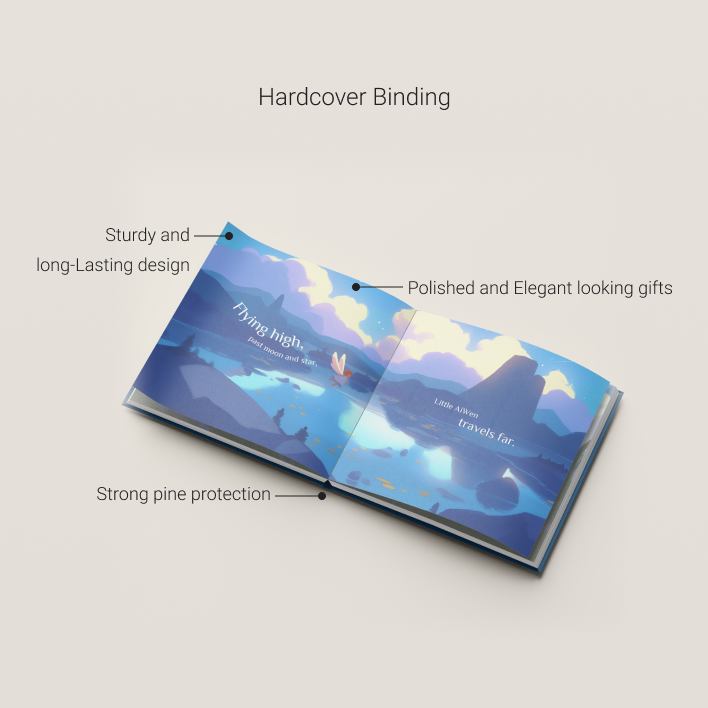 Hardcover Binding
Sturdy and
long-Lasting design
Polished and Elegant looking gifts
Flying high,
past moon and star.
Little AiWen
travels far.
Strong pine protection